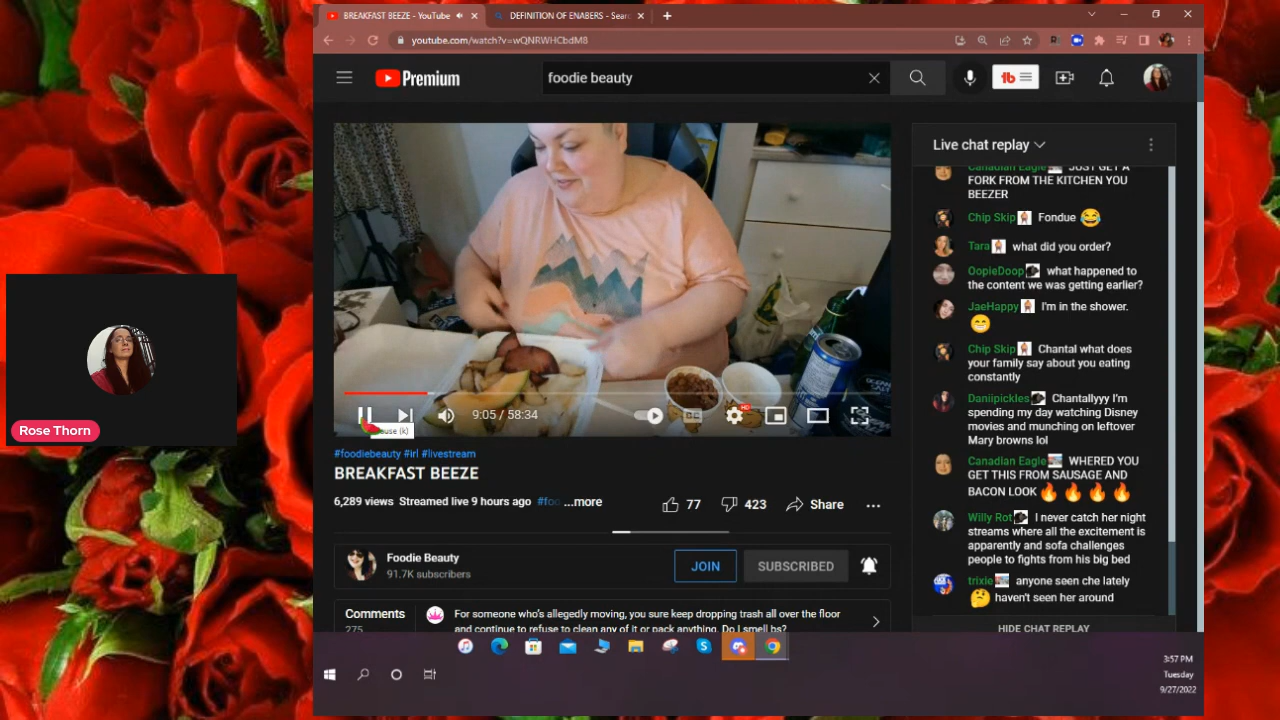 BREAKFAST BEEZE - YouTube
DEFINITION OF ENABERS - Sear
youtube.com/watch?v=wQNRWHCbdM8
Premium
foodie beauty
Live chat replay
Canadian Eagle JUST GET A
FORK FROM THE KITCHEN YOU
BEEZER
Chip Skip Fondue 😂
Tara what did you order?
OopieDoop what happened to
the content we was getting earlier?
JaeHappy I'm in the shower.
😁
Chip Skip Chantal what does
your family say about you eating
constantly
Daniipickles Chantallyyy I'm
spending my day watching Disney
movies and munching on leftover
Mary browns lol
Canadian Eagle WHERED YOU
GET THIS FROM SAUSAGE AND
BACON LOOK 🔥 🔥 🔥 🔥
Willy Rot I never catch her night
streams where all the excitement is
apparently and sofa challenges
people to fights from his big bed
trixie anyone seen che lately
🤔 haven't seen her around
HIDE CHAT REPLAY
Red Bull
9:05 / 58:34
CC
HD
(k)
#foodiebeauty #irl #livestream
BREAKFAST BEEZE
6,289 views Streamed live 9 hours ago #foo ...more
77
423
Share
Foodie Beauty
91.7K subscribers
JOIN
SUBSCRIBED
Comments
275
For someone who's allegedly moving, you sure keep dropping trash all over the floor
and continue to refuse to clean any of it or pack anything. Do I smell bs?
Rose Thorn
3:57 PM
Tuesday
9/27/2022